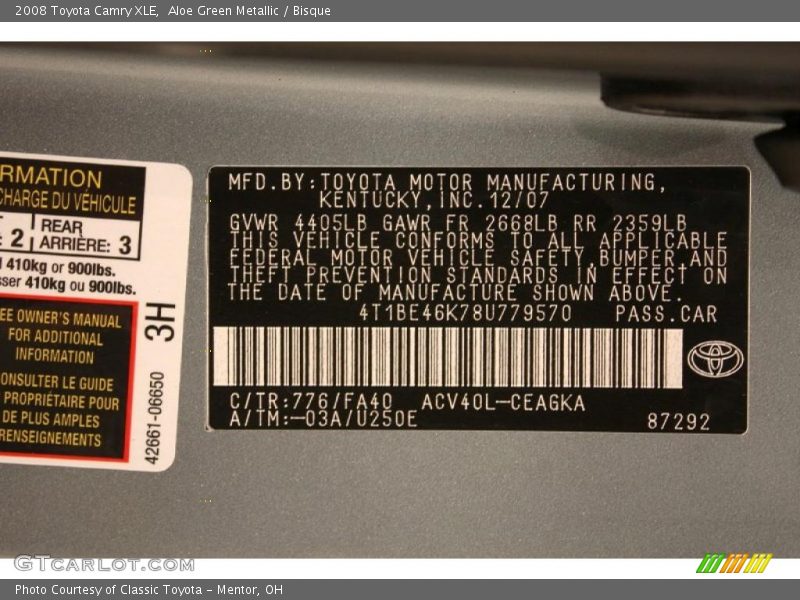 2008 Toyota Camry XLE,  Aloe Green Metallic / Bisque
RMATION
CHARGE DU VÉHICULE
2 REAR ARRIÈRE: 3
410kg or 900lbs.
sser 410kg ou 900lbs.
EE OWNER'S MANUAL
FOR ADDITIONAL
INFORMATION
ONSULTER LE GUIDE
PROPRIÉTAIRE POUR
DE PLUS AMPLES
RENSEIGNEMENTS
3H
42661-06650
MFD.BY:TOYOTA MOTOR MANUFACTURING,
KENTUCKY,INC.12/07
GVWR 4405LB GAWR FR 2668LB RR 2359LB
THIS VEHICLE CONFORMS TO ALL APPLICABLE
FEDERAL MOTOR VEHICLE SAFETY,BUMPER,AND
THEFT PREVENTION STANDARDS IN EFFECT ON
THE DATE OF MANUFACTURE SHOWN ABOVE.
4T1BE46K78U779570 PASS.CAR
C/TR:776/FA40 ACV40L-CEAGKA
A/TM:-03A/U250E
87292
GTCARLOT.COM
Photo Courtesy of Classic Toyota - Mentor, OH